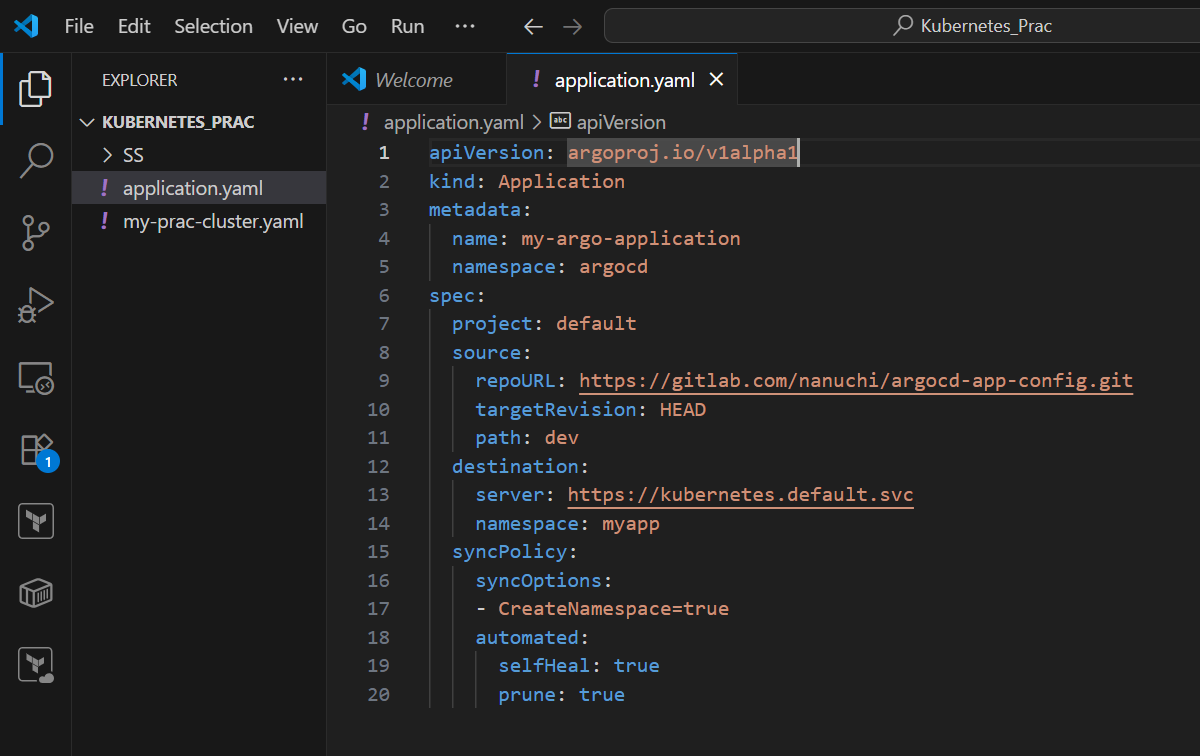 File Edit Selection View Go Run
Kubernetes_Prac
EXPLORER
KUBERNETES_PRAC
SS
! application.yaml
! my-prac-cluster.yaml
1
Welcome
! application.yaml
! application.yaml > abc apiVersion
1 apiVersion: argoproj.io/v1alpha1
2 kind: Application
3 metadata:
4   name: my-argo-application
5   namespace: argocd
6 spec:
7   project: default
8   source:
9     repoURL: https://gitlab.com/nanuchi/argocd-app-config.git
10     targetRevision: HEAD
11     path: dev
12   destination:
13     server: https://kubernetes.default.svc
14     namespace: myapp
15   syncPolicy:
16     syncOptions:
17     - CreateNamespace=true
18     automated:
19       selfHeal: true
20       prune: true